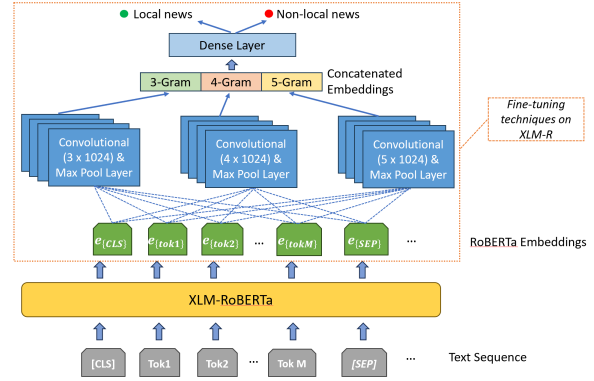 Local news Non-local news
Dense Layer
3-Gram 4-Gram 5-Gram Concatenated
Embeddings
Fine-tuning
techniques on
XLM-R
Convolutional Convolutional Convolutional
(3 x 1024) & (4 x 1024) & (5 x 1024) &
Max Pool Layer Max Pool Layer Max Pool Layer
e{CLS} e{tok1} e{tok2} ... e{tokM} e{SEP} ...
RoBERTa Embeddings
XLM-RoBERTa
[CLS] Tok1 Tok2 ... Tok M [SEP] ...
Text Sequence